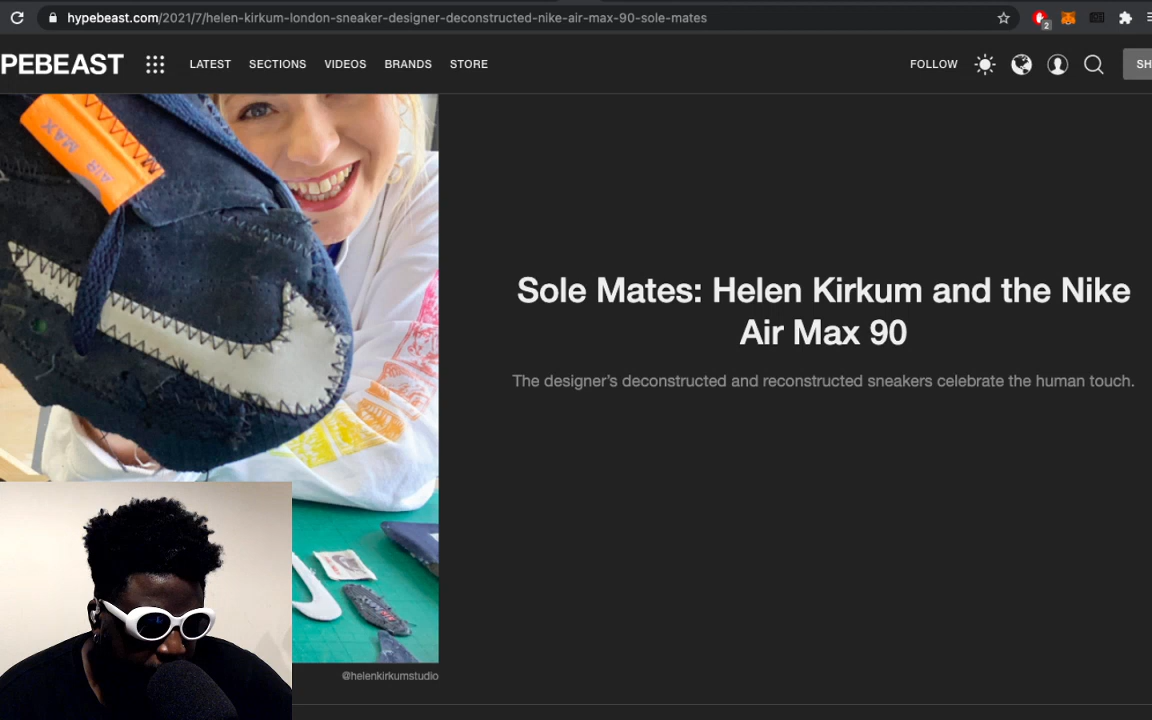 hypebeast.com/2021/7/helen-kirkum-london-sneaker-designer-deconstructed-nike-air-max-90-sole-mates
2
PEBEAST LATEST SECTIONS VIDEOS BRANDS STORE FOLLOW SH
AIR MAX
Sole Mates: Helen Kirkum and the Nike
Air Max 90
The designer's deconstructed and reconstructed sneakers celebrate the human touch.
@helenkirkumstudio